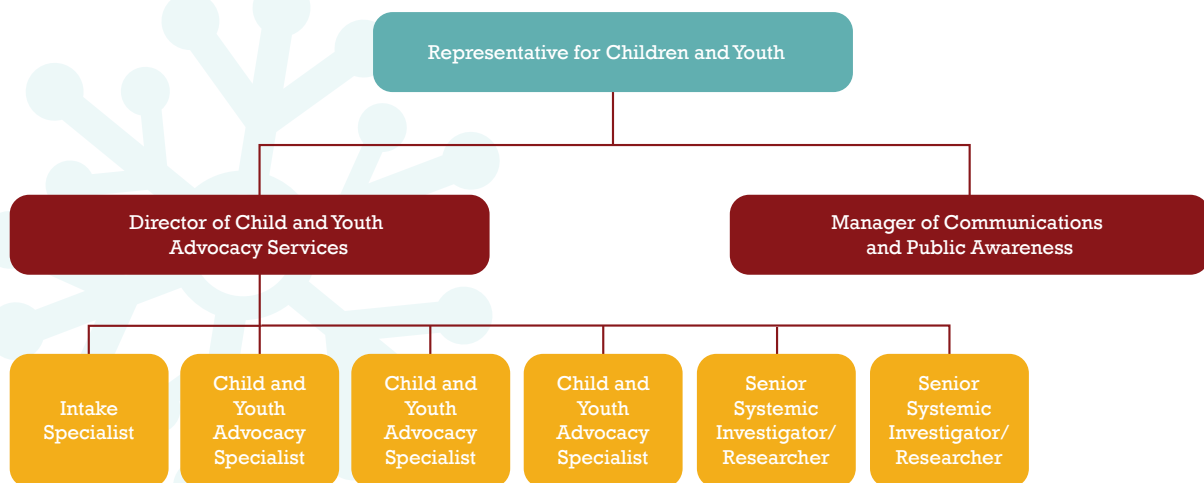 Representative for Children and Youth
Director of Child and Youth
Advocacy Services
Manager of Communications
and Public Awareness
Intake
Specialist
Child and
Youth
Advocacy
Specialist
Child and
Youth
Advocacy
Specialist
Child and
Youth
Advocacy
Specialist
Senior
Systemic
Investigator/
Researcher
Senior
Systemic
Investigator/
Researcher